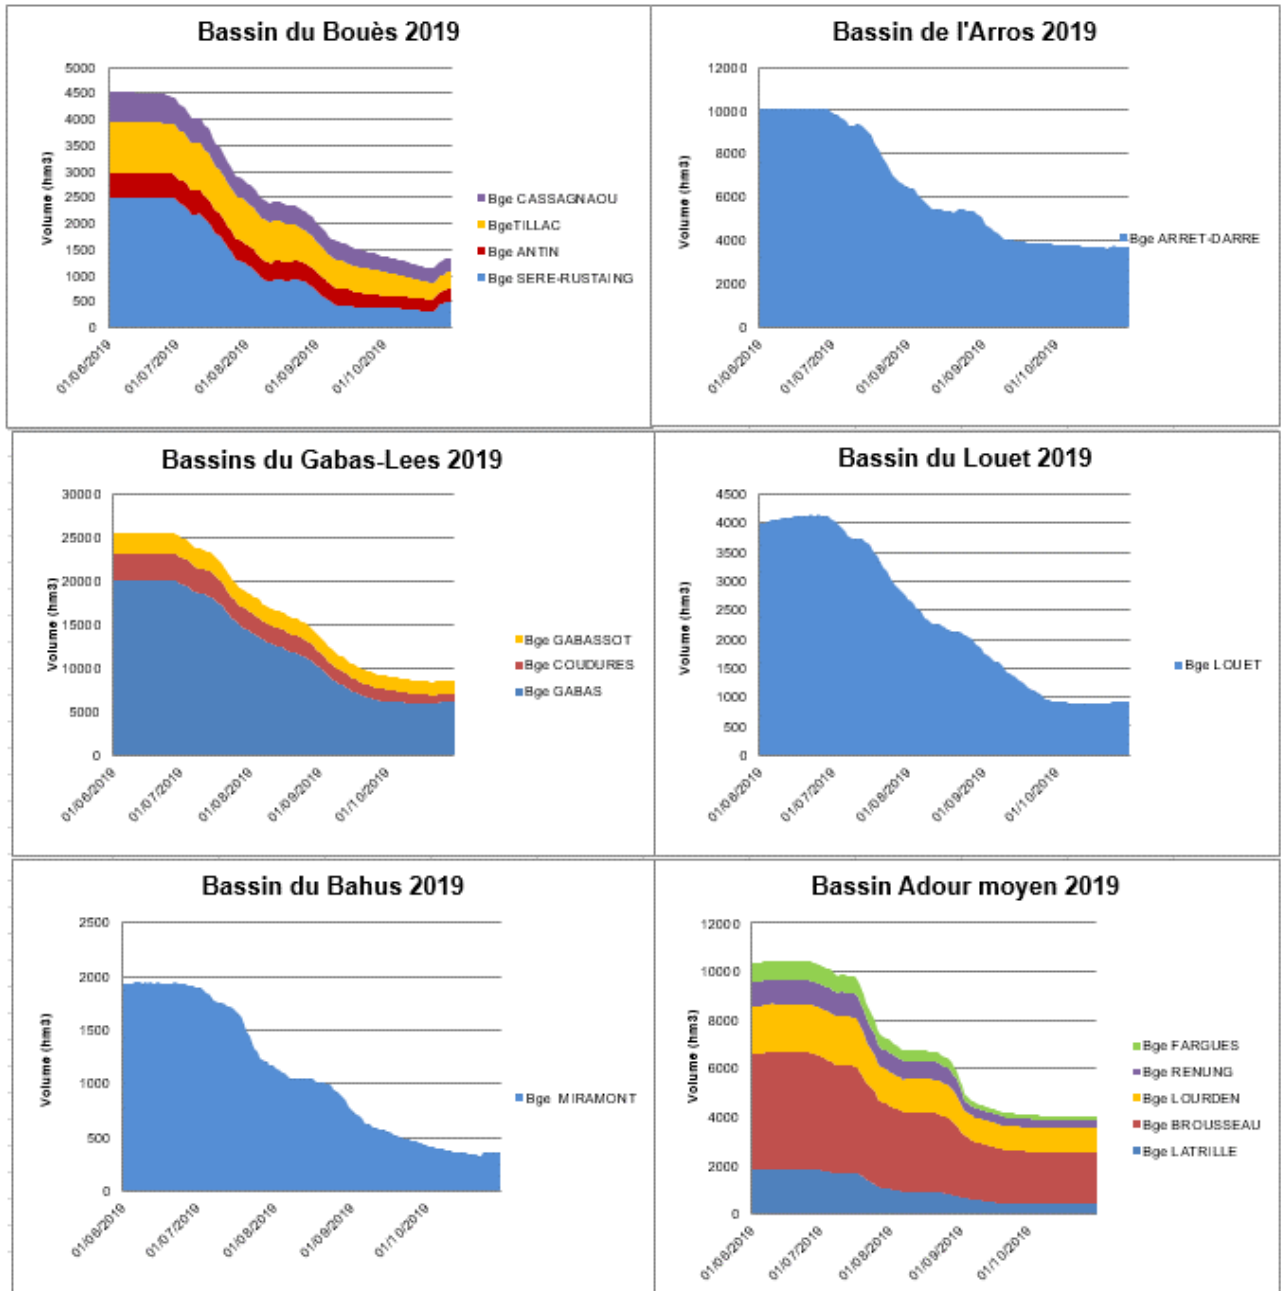 Bassin du Bouès 2019
Volume (hm3)
5000
4500
4000
3500
3000
2500
2000
1500
1000
500
0
01/06/2019
01/07/2019
01/08/2019
01/09/2019
01/10/2019
Bge CASSAGNAOU
BgeTILLAC
Bge ANTIN
Bge SERE-RUSTAING
Bassin de l'Arros 2019
Volume (hm3)
12000
10000
8000
6000
4000
2000
0
01/06/2019
01/07/2019
01/08/2019
01/09/2019
01/10/2019
Bge ARRET-DARRE
Bassins du Gabas-Lees 2019
Volume (hm3)
30000
25000
20000
15000
10000
5000
0
01/06/2019
01/07/2019
01/08/2019
01/09/2019
01/10/2019
Bge GABASSOT
Bge COUDURES
Bge GABAS
Bassin du Louet 2019
Volume (hm3)
4500
4000
3500
3000
2500
2000
1500
1000
500
0
01/06/2019
01/07/2019
01/08/2019
01/09/2019
01/10/2019
Bge LOUET
Bassin du Bahus 2019
Volume (hm3)
2500
2000
1500
1000
500
0
01/06/2019
01/07/2019
01/08/2019
01/09/2019
01/10/2019
Bge MIRAMONT
Bassin Adour moyen 2019
Volume (hm3)
12000
10000
8000
6000
4000
2000
0
01/06/2019
01/07/2019
01/08/2019
01/09/2019
01/10/2019
Bge FARGUES
Bge RENUNG
Bge LOURDEN
Bge BROUSSEAU
Bge LATRILLE